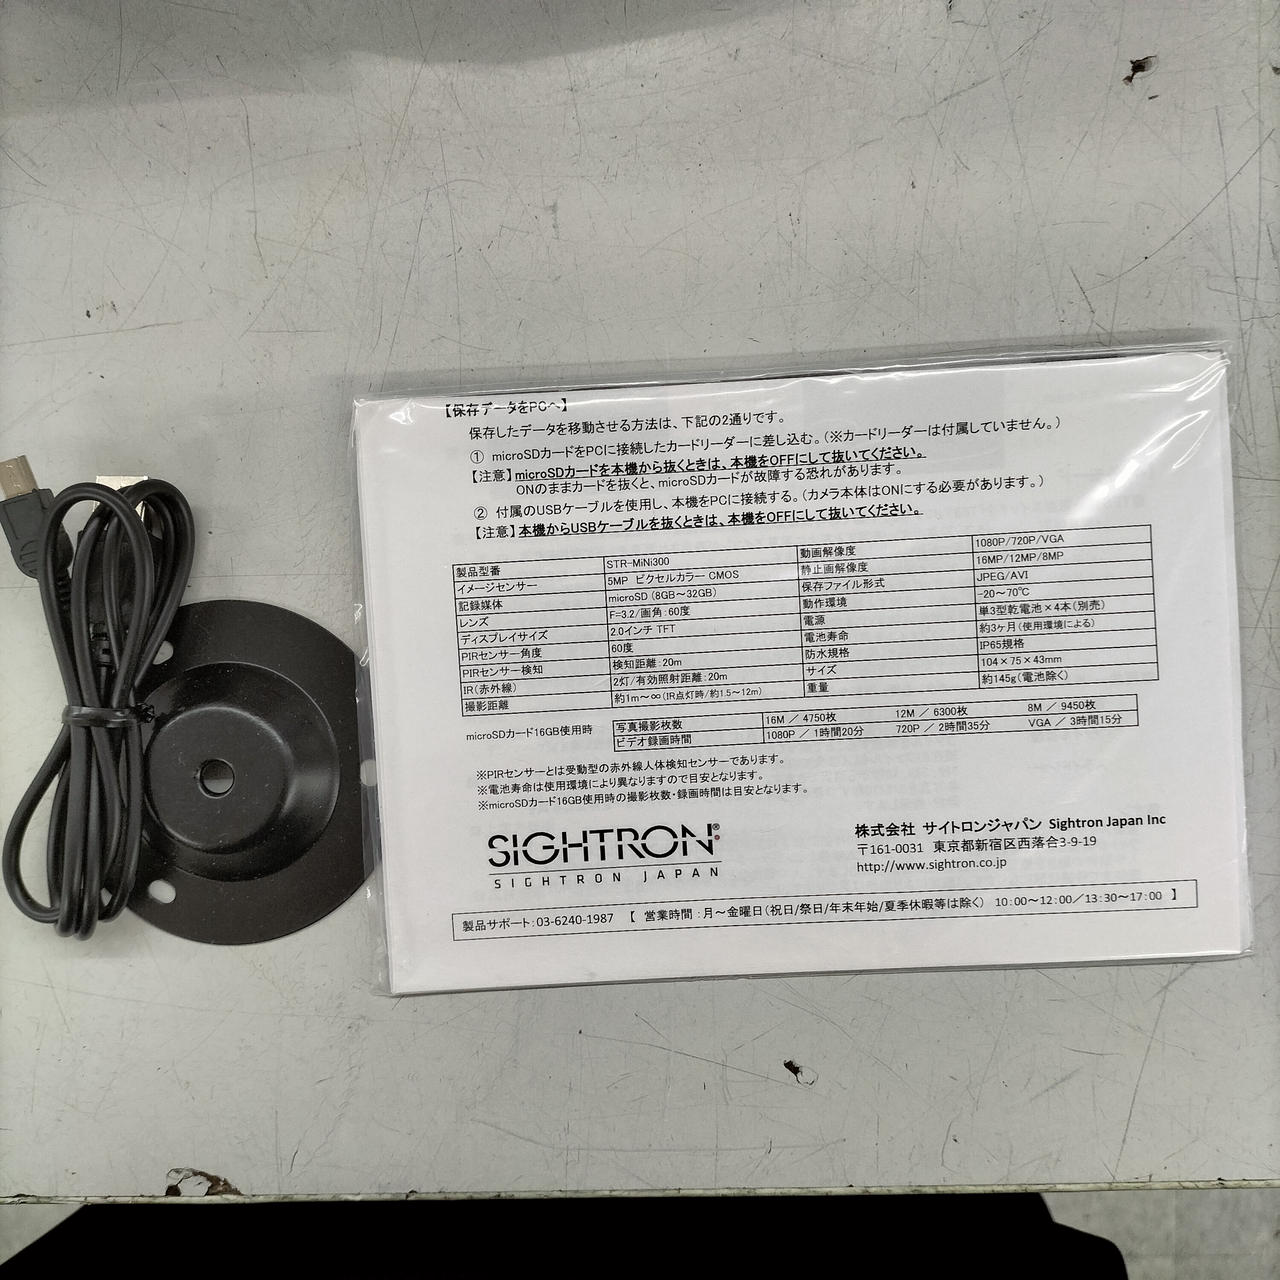 【保存データをPCへ】
保存したデータを移動させる方法は、下記の2通りです。
① microSDカードをPCに接続したカードリーダーに差し込む。(※カードリーダーは付属していません。)
【注意】microSDカードを本機から抜くときは、本機をOFFにして抜いてください。
ONのままカードを抜くと、microSDカードが故障する恐れがあります。
② 付属のUSBケーブルを使用し、本機をPCに接続する。(カメラ本体はONにする必要があります。)
【注意】本機からUSBケーブルを抜くときは、本機をOFFにして抜いてください。
製品型番 STR-MiNi300 動画解像度 1080P/720P/VGA
イメージセンサー 5MP ピクセルカラー CMOS 静止画解像度 16MP/12MP/8MP
記録媒体 microSD (8GB~32GB) 保存ファイル形式 JPEG/AVI
レンズ F=3.2/画角:60度 動作環境 -20~70℃
ディスプレイサイズ 2.0インチ TFT 電源 単3型乾電池×4本(別売)
PIRセンサー角度 60度 電池寿命 約3ヶ月(使用環境による)
PIRセンサー検知 検知距離:20m 防水規格 IP65規格
IR(赤外線) 2灯/有効照射距離:20m サイズ 104×75×43mm
撮影距離 約1m~∞(IR点灯時/約1.5~12m) 重量 約145g(電池除く)
microSDカード16GB使用時 写真撮影枚数 16M / 4750枚 12M / 6300枚 8M / 9450枚
ビデオ録画時間 1080P / 1時間20分 720P / 2時間35分 VGA / 3時間15分
※PIRセンサーとは受動型の赤外線人体検知センサーであります。
※電池寿命は使用環境により異なりますので目安となります。
※microSDカード16GB使用時の撮影枚数・録画時間は目安となります。
SIGHTRON®
SIGHTRON JAPAN
株式会社 サイトロンジャパン Sightron Japan Inc
〒161-0031 東京都新宿区西落合3-9-19
http://www.sightron.co.jp
製品サポート:03-6240-1987 【 営業時間:月~金曜日(祝日/祭日/年末年始/夏季休暇等は除く) 10:00~12:00/13:30~17:00 】